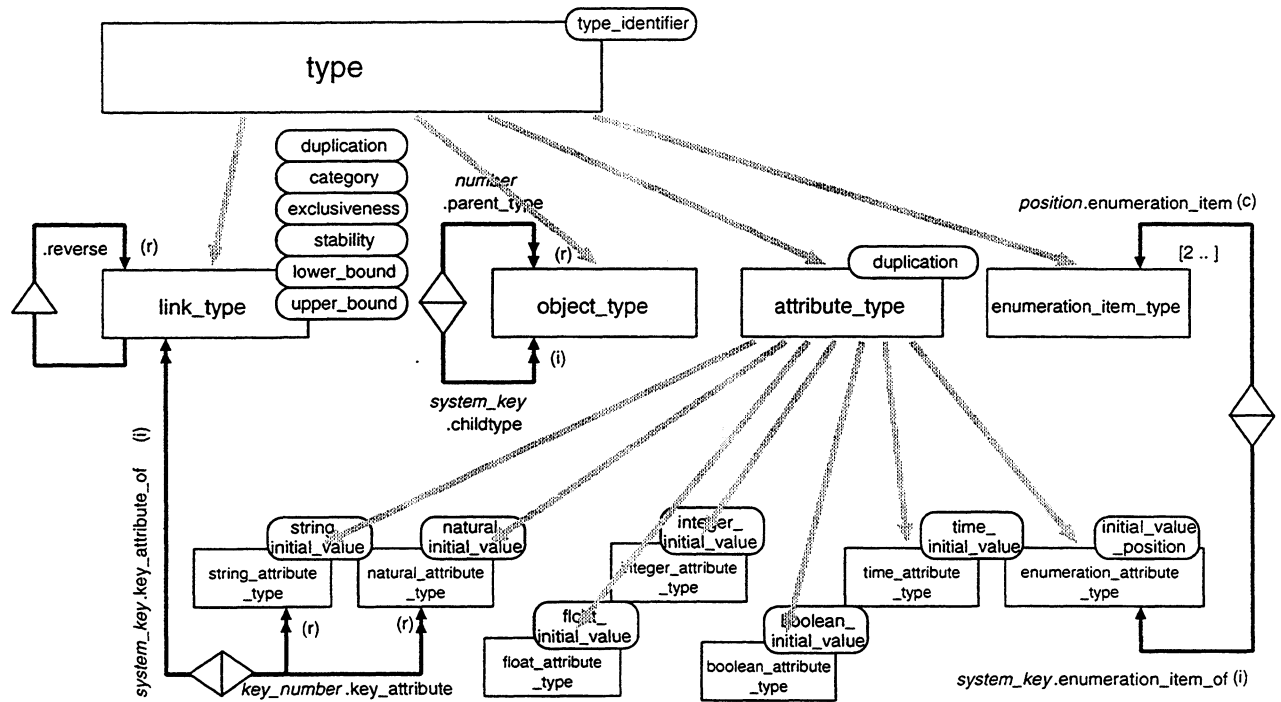 type_identifier
type
duplication
category
exclusiveness
stability
lower_bound
upper_bound
number
.parent_type
position.enumeration_item (c)
[2 .. ]
.reverse
(r)
(r)
duplication
link_type
object_type
attribute_type
enumeration_item_type
(i)
system_key
.childtype
system_key.key_attribute_of (i)
string_
initial_value
natural_
initial_value
integer_
initial_value
time_
initial_value
initial_value
_position
string_attribute
_type
natural_attribute
_type
integer_attribute
_type
time_attribute
_type
enumeration_attribute
_type
(r)
(r)
float_
initial_value
boolean_
initial_value
float_attribute
_type
boolean_attribute
_type
key_number.key_attribute
system_key.enumeration_item_of (i)